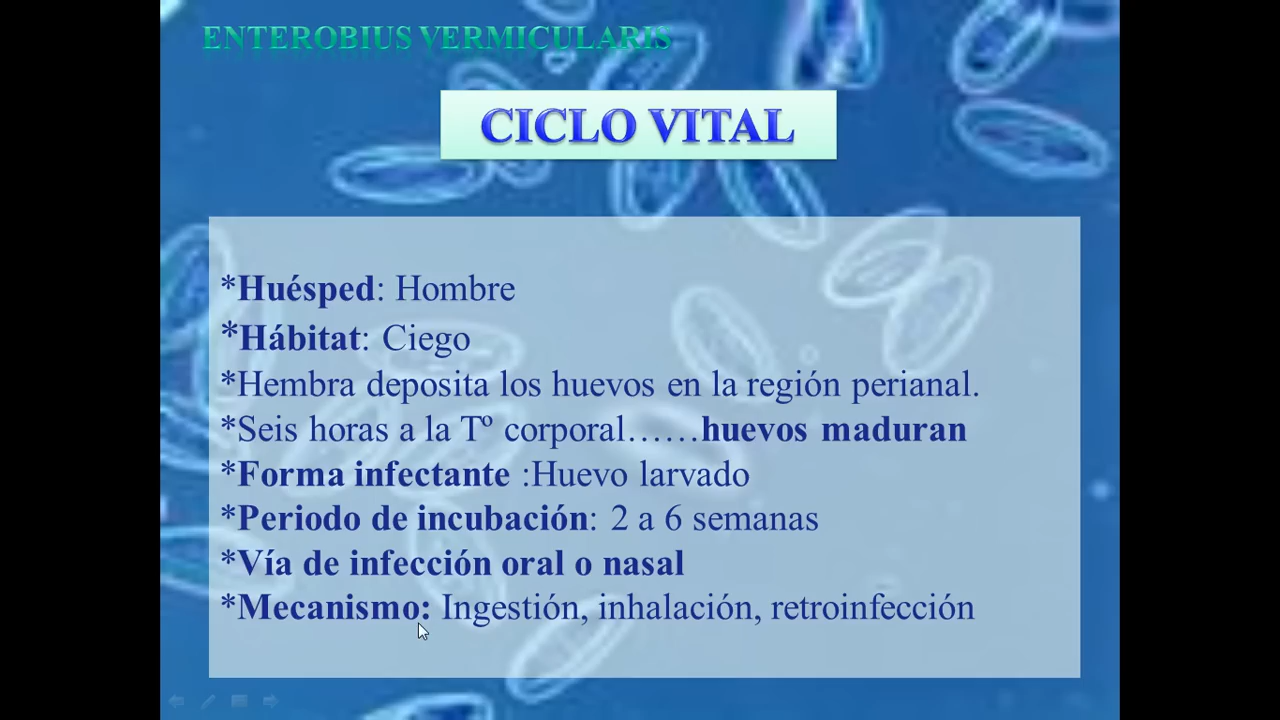 ENTEROBIUS VERMICULARIS
CICLO VITAL
*Huésped: Hombre
*Hábitat: Ciego
*Hembra deposita los huevos en la región perianal.
*Seis horas a la Tº corporal……huevos maduran
*Forma infectante :Huevo larvado
*Periodo de incubación: 2 a 6 semanas
*Vía de infección oral o nasal
*Mecanismo: Ingestión, inhalación, retroinfección